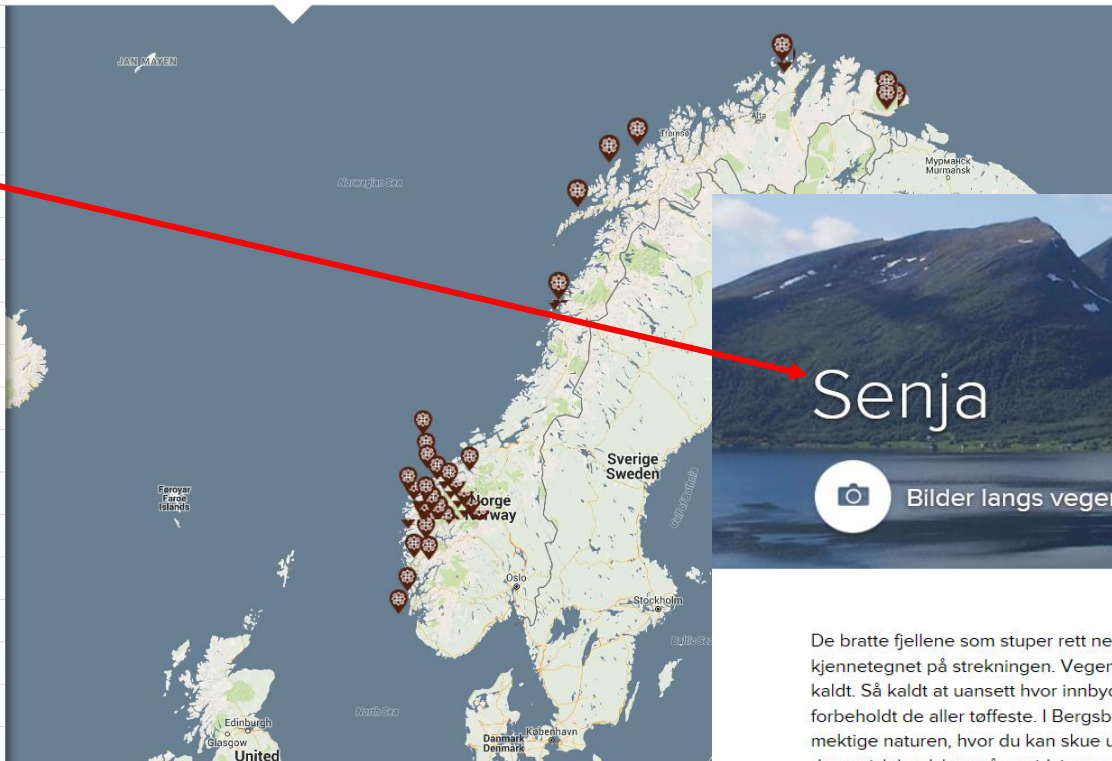 JAN MAYEN
Tromsø
Alta
Мурманск
Murmansk
Norwegian Sea
Senja
Bilder langs vegen
Sverige
Sweden
Norge
Norway
Føroyar
Faroe
Islands
Oslo
Stockholm
North Sea
Edinburgh
Glasgow
United
Danmark
Denmark
København
De bratte fjellene som stuper rett ne
kjennetegnet på strekningen. Vegen
kaldt. Så kaldt at uansett hvor innbyd
forbeholdt de aller tøffeste. I Bergsb
mektige naturen, hvor du kan skue u